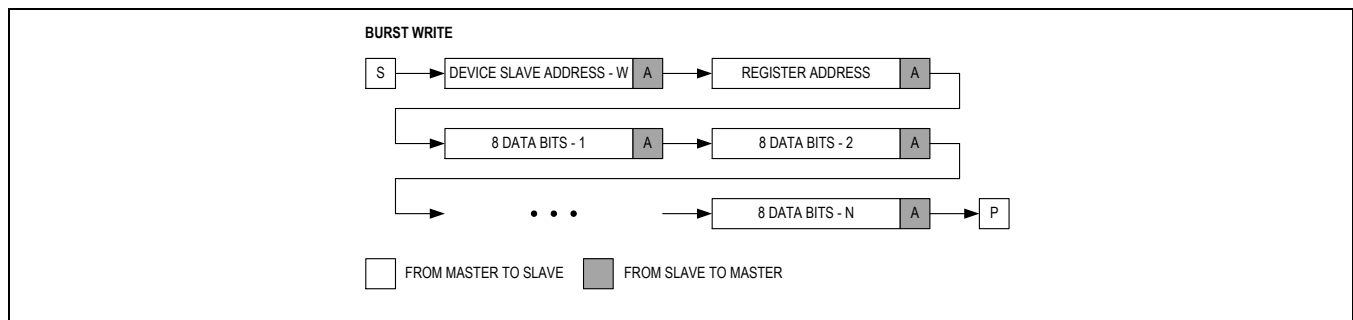 BURST WRITE
S DEVICE SLAVE ADDRESS - W A REGISTER ADDRESS A
8 DATA BITS - 1 A 8 DATA BITS - 2 A
• • • 8 DATA BITS - N A P
FROM MASTER TO SLAVE FROM SLAVE TO MASTER